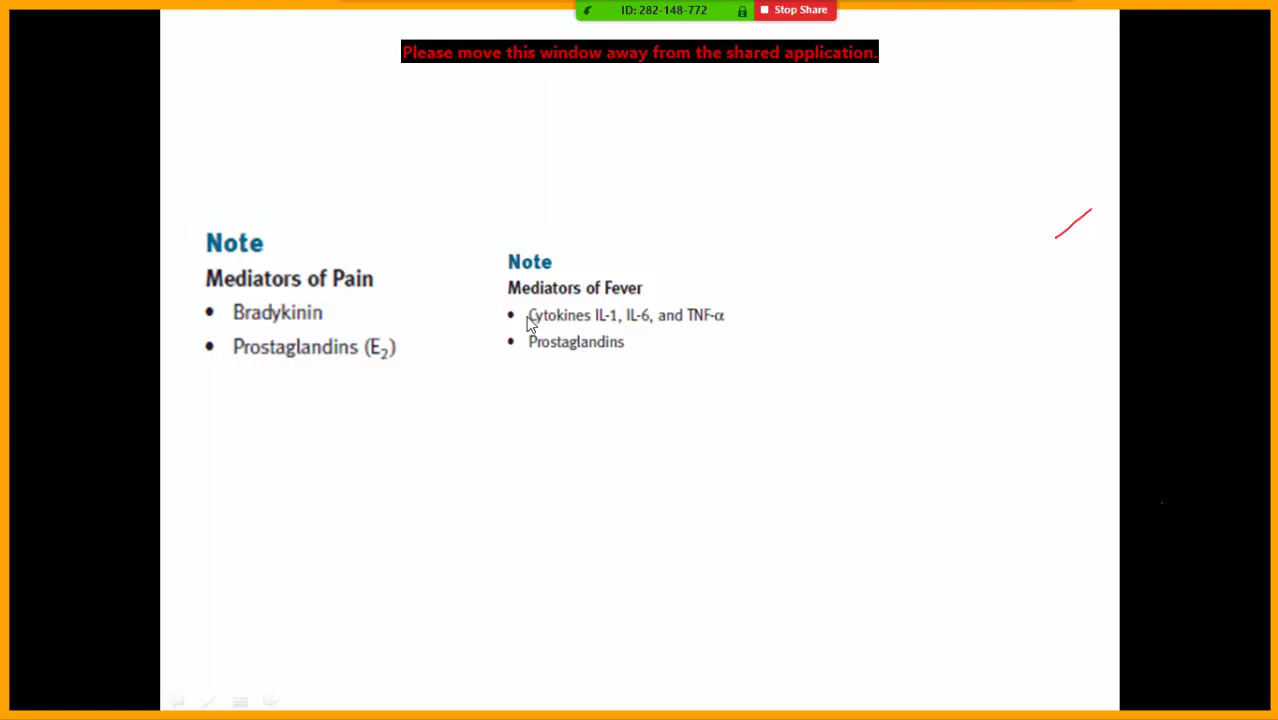 ID: 282-148-772
Stop Share
Please move this window away from the shared application.
Note
Mediators of Pain
• Bradykinin
• Prostaglandins (E₂)
Note
Mediators of Fever
• Cytokines IL-1, IL-6, and TNF-α
• Prostaglandins